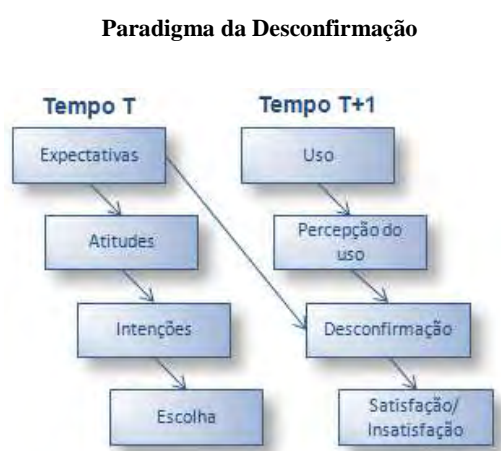 Paradigma da Desconfirmação
Tempo T
Expectativas
Atitudes
Intenções
Escolha
Tempo T+1
Uso
Percepção do
uso
Desconfirmação
Satisfação/
Insatisfação